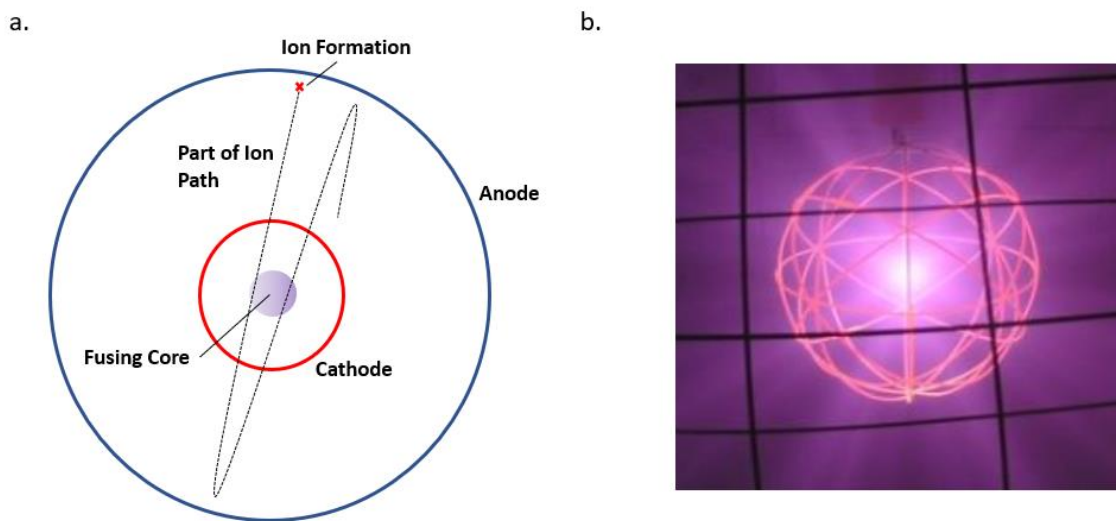 a.
b.
Ion Formation
Part of Ion
Path
Anode
Fusing Core
Cathode